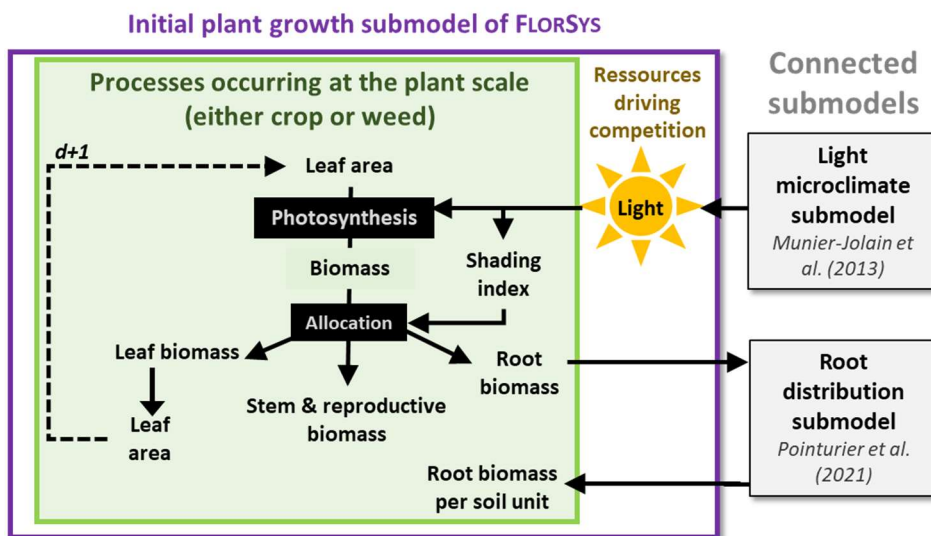 Initial plant growth submodel of FLORSYS
Processes occurring at the plant scale
(either crop or weed)
Ressources
driving
competition
Connected
submodels
d+1
Leaf area
Photosynthesis
Light
Light
microclimate
submodel
Munier-Jolain et
al. (2013)
Biomass
Shading
index
Allocation
Leaf biomass
Leaf
area
Stem & reproductive
biomass
Root
biomass
Root
distribution
submodel
Pointurier et al.
(2021)
Root biomass
per soil unit